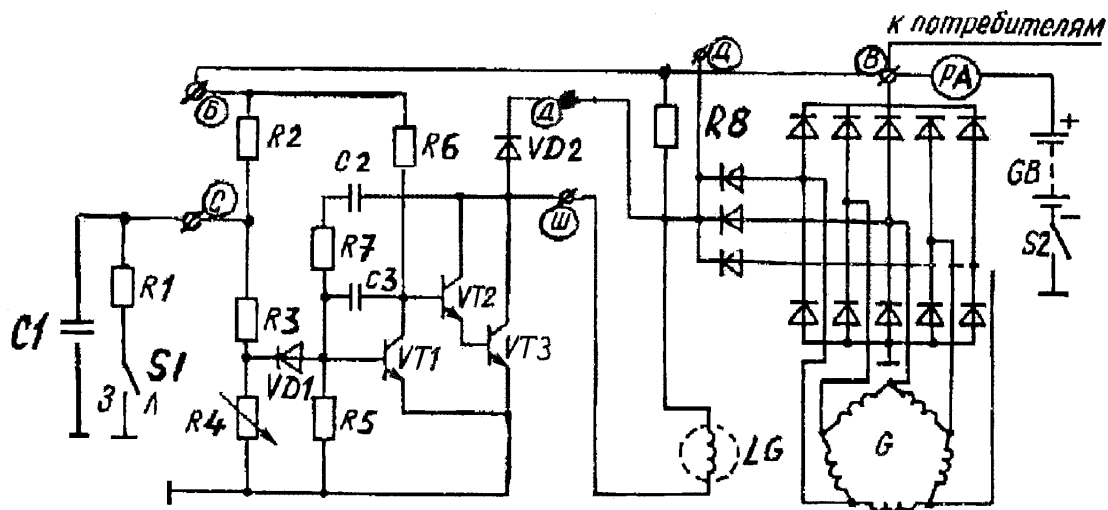 к потребителям
Д
В
PA
Б
Д
R2
R6
VD2
R8
+
C2
GB
С
Ш
−
R7
S2
R1
C3
VT2
C1
R3
VT1
VT3
S1
VD1
З Л
R4
R5
LG
G